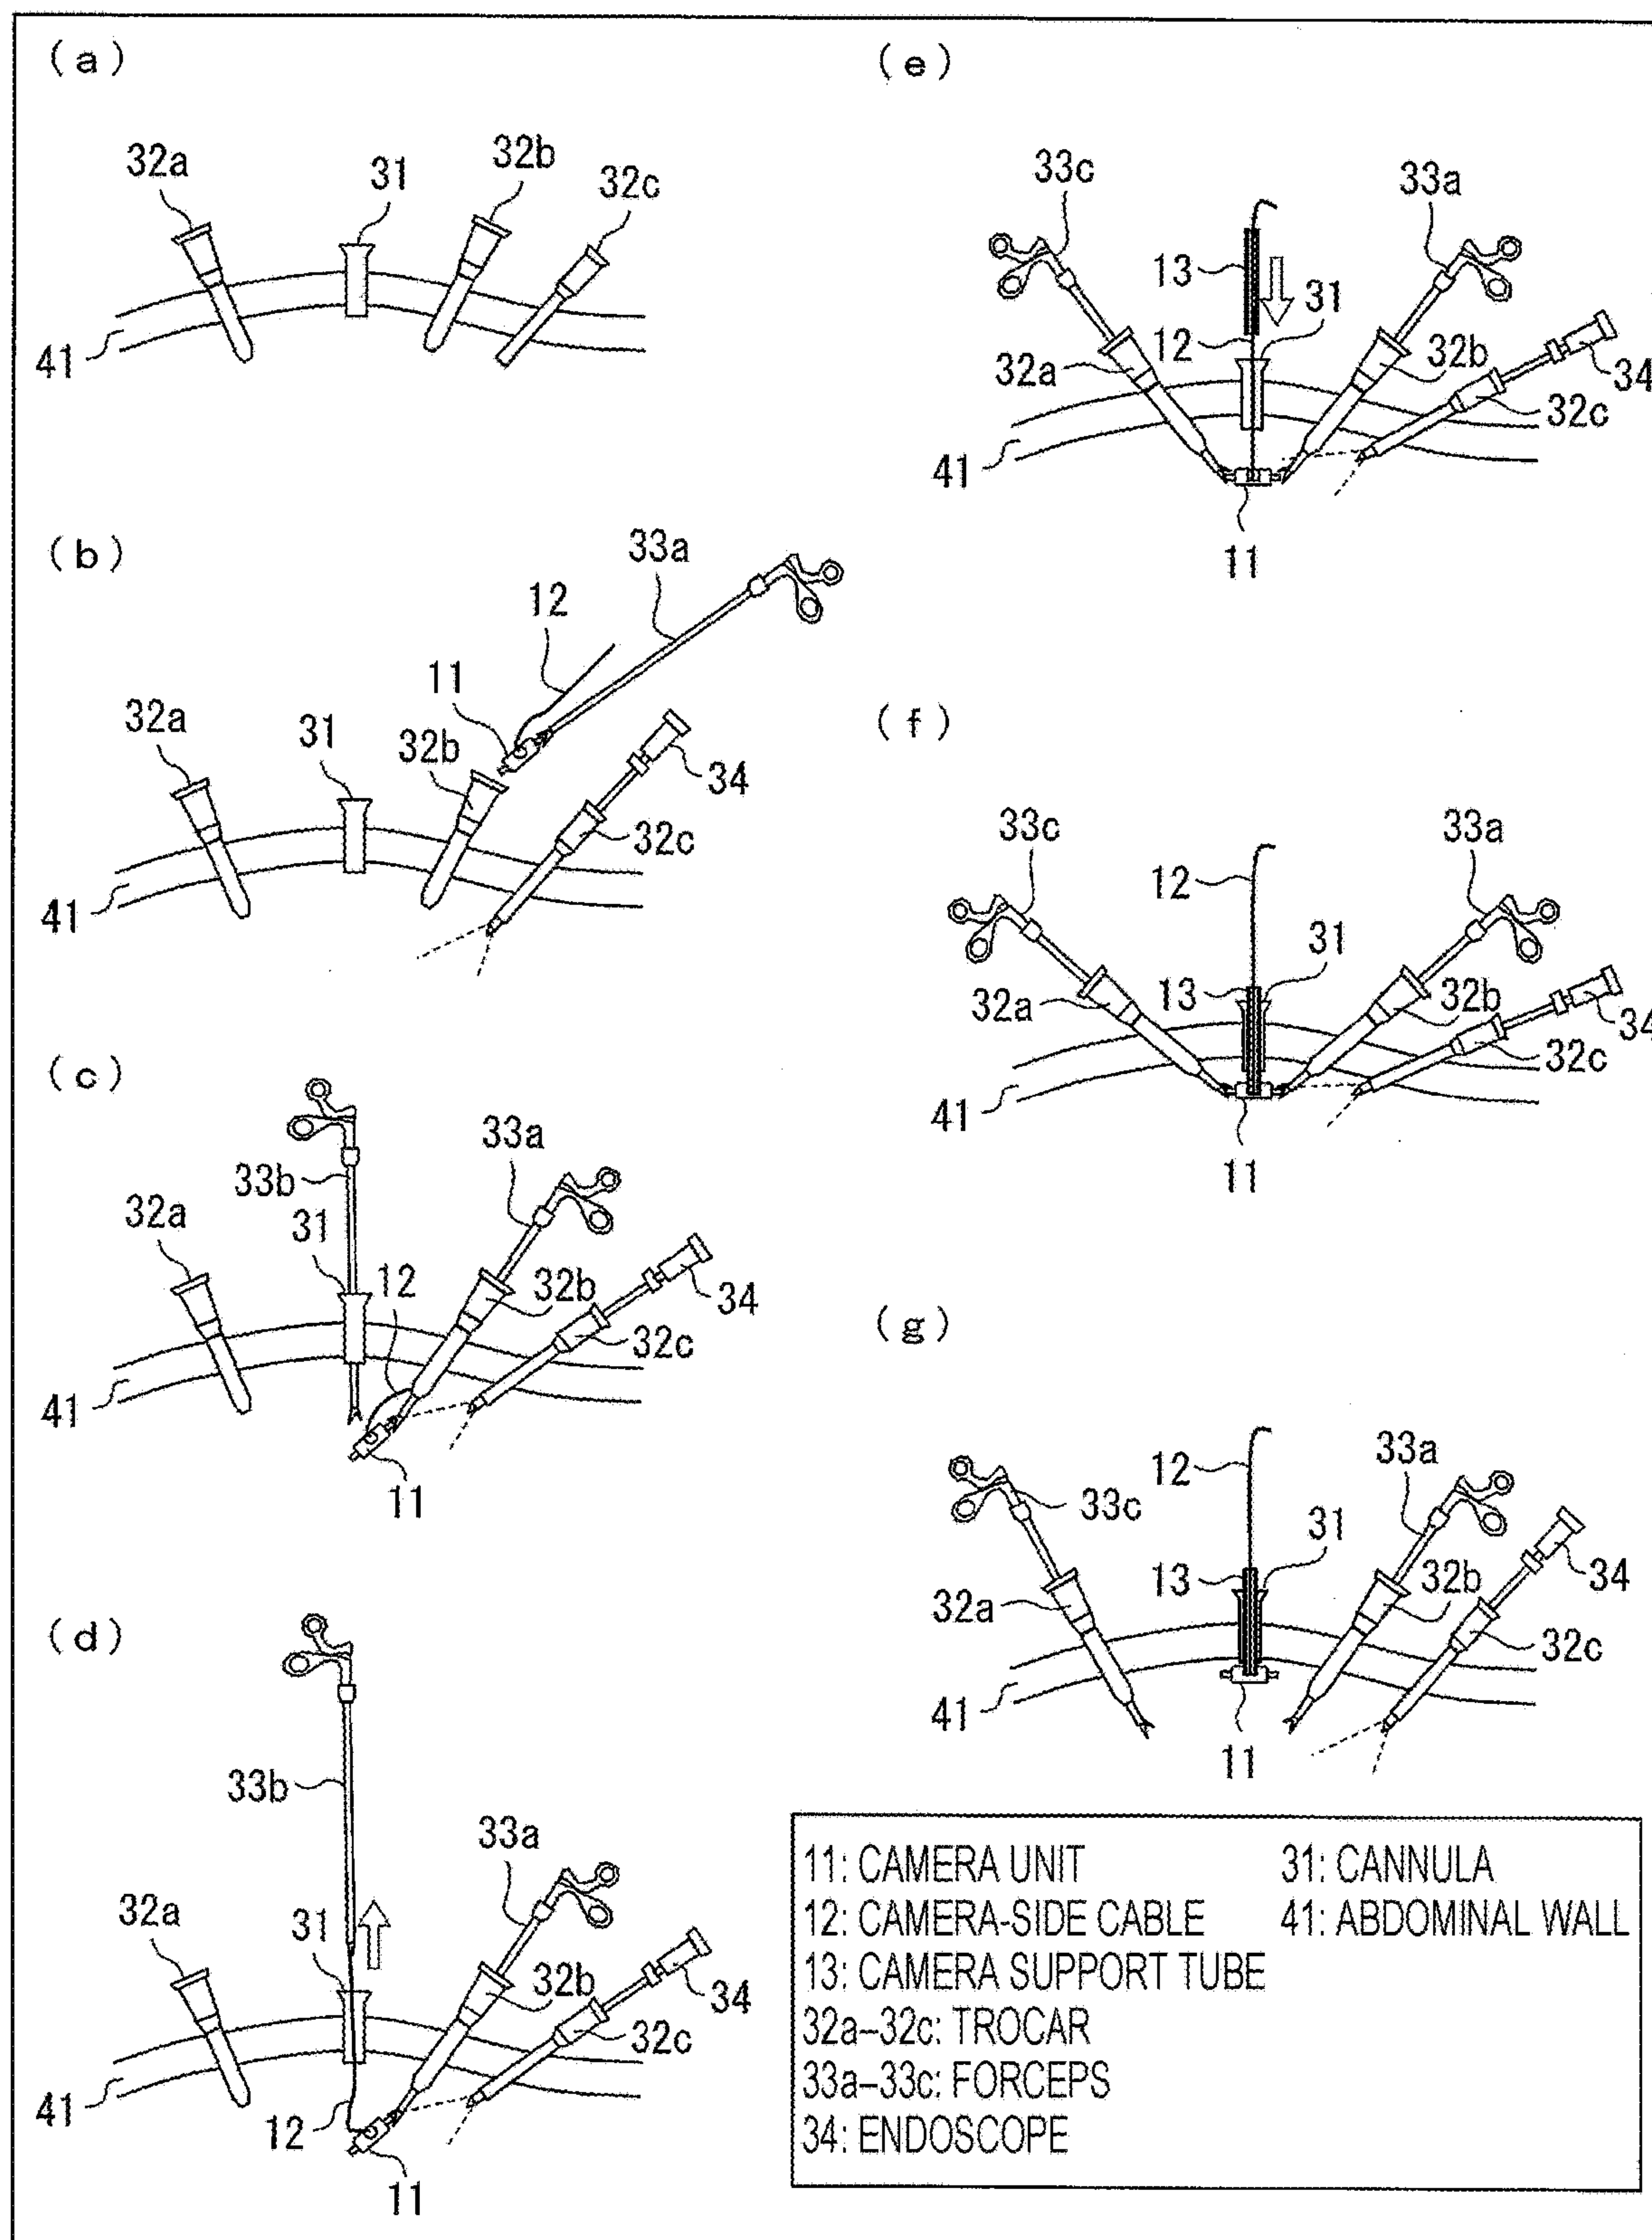 (a)
32a
31
32b
32c
41
(b)
33a
12
11
32a
31
32b
34
32c
41
(c)
33a
33b
32a
31
12
32b
34
32c
41
11
(d)
33b
33a
32a
31
32b
34
32c
41
12
11
(e)
33c
33a
13
31
12
32a
32b
34
32c
41
11
(f)
33c
33a
12
31
13
32a
32b
34
32c
41
11
(g)
12
33a
33c
31
13
32b
34
32a
32c
41
11
11: CAMERA UNIT
12: CAMERA-SIDE CABLE
13: CAMERA SUPPORT TUBE
32a–32c: TROCAR
33a–33c: FORCEPS
34: ENDOSCOPE
31: CANNULA
41: ABDOMINAL WALL